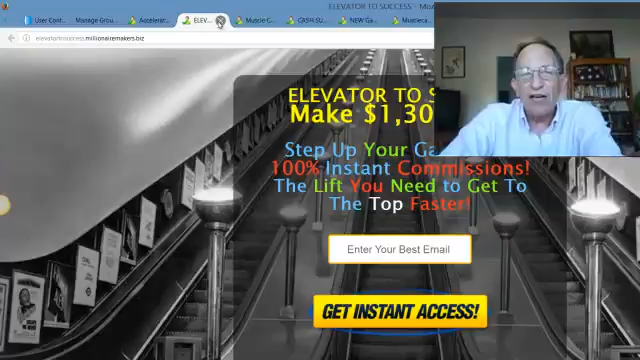 ELEVATOR TO SUCCESS - Mo
User Cont
Manage Grou
Accelerat
ELEV...
Muscle G
CASH SU
NEW Ga
elevatortosuccess.millionairemakers.biz
ELEVATOR TO S
Make $1,30
Step Up Your Ga
100% Instant Commissions!
The Lift You Need to Get To
The Top Faster!
Enter Your Best Email
GET INSTANT ACCESS!